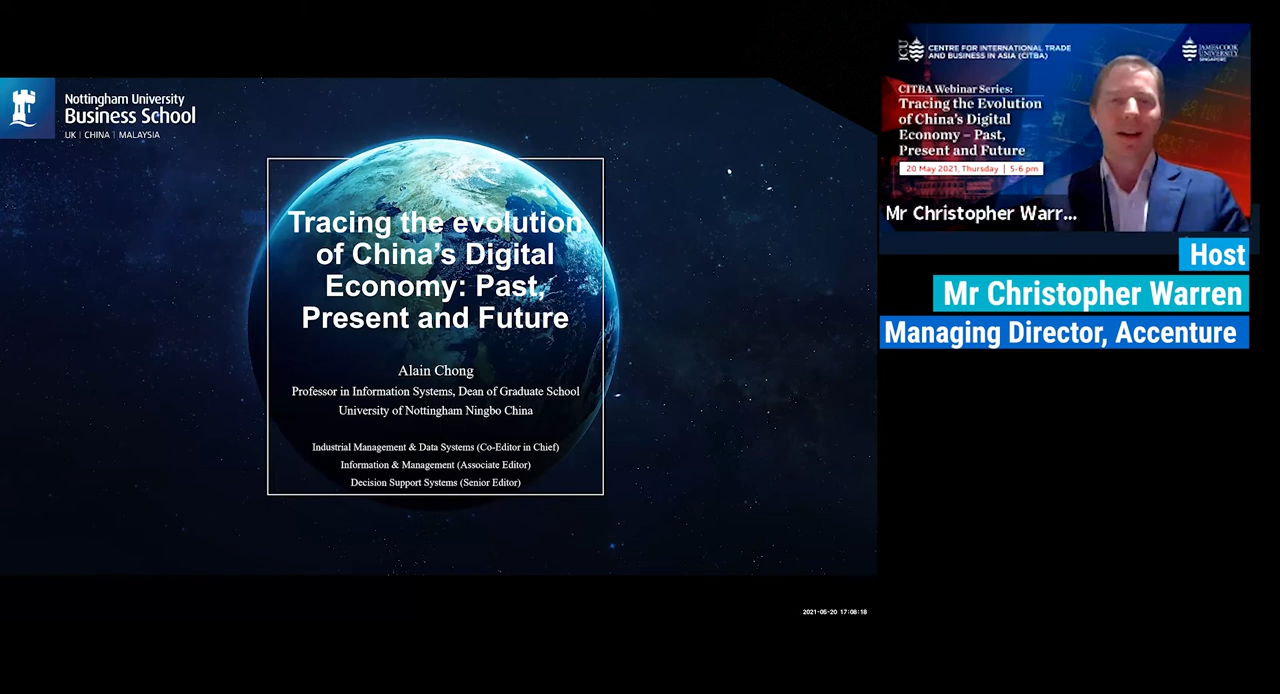 Nottingham University
Business School
UK | CHINA | MALAYSIA
Tracing the evolution
of China's Digital
Economy: Past,
Present and Future
Alain Chong
Professor in Information Systems, Dean of Graduate School
University of Nottingham Ningbo China
Industrial Management & Data Systems (Co-Editor in Chief)
Information & Management (Associate Editor)
Decision Support Systems (Senior Editor)
2021-05-20 17:08:18
JCU
CENTRE FOR INTERNATIONAL TRADE
AND BUSINESS IN ASIA (CITBA)
JAMES COOK
UNIVERSITY
SINGAPORE
CITBA Webinar Series:
Tracing the Evolution
of China's Digital
Economy – Past,
Present and Future
20 May 2021, Thursday | 5-6 pm
Mr Christopher Warr...
Host
Mr Christopher Warren
Managing Director, Accenture